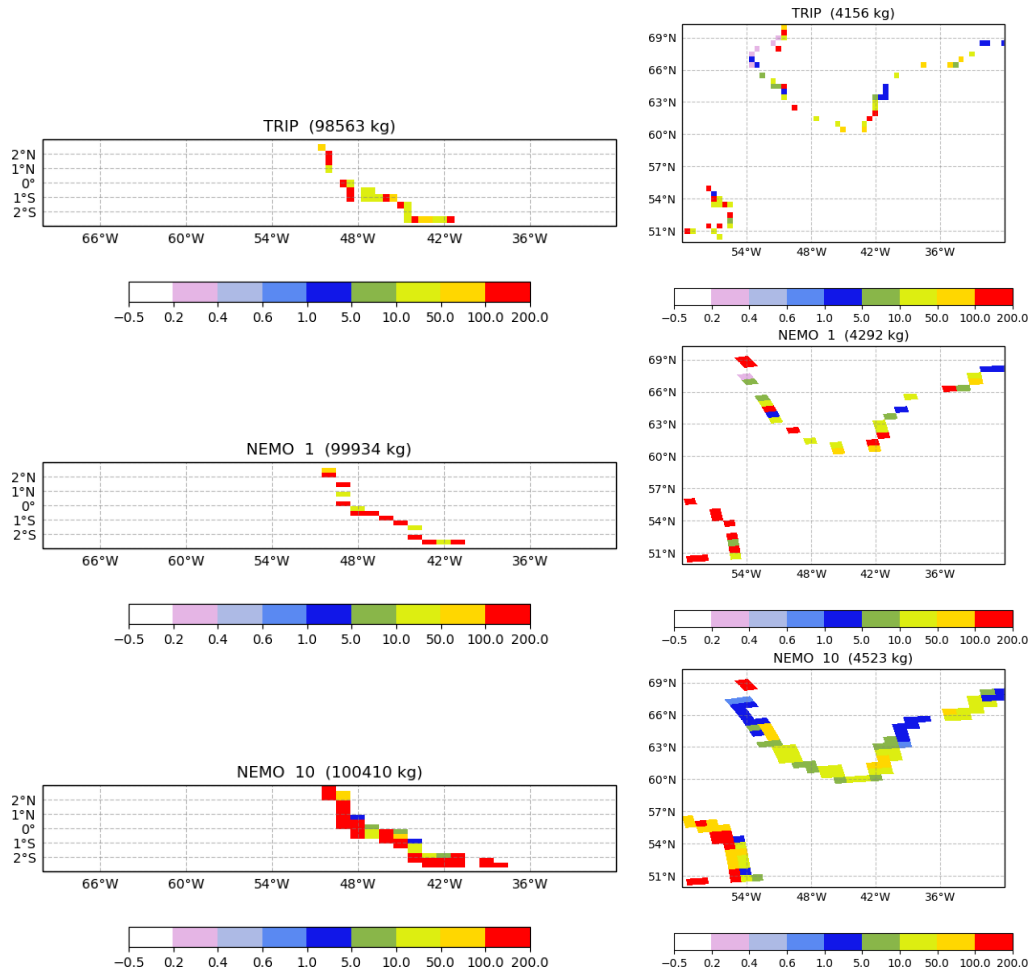 TRIP (4156 kg)
69°N
66°N
63°N
60°N
57°N
54°N
51°N
54°W 48°W 42°W 36°W
TRIP (98563 kg)
2°N
1°N
0°
1°S
2°S
66°W 60°W 54°W 48°W 42°W 36°W
−0.5 0.2 0.4 0.6 1.0 5.0 10.0 50.0 100.0 200.0
−0.5 0.2 0.4 0.6 1.0 5.0 10.0 50.0 100.0 200.0
NEMO 1 (4292 kg)
69°N
66°N
63°N
60°N
57°N
54°N
51°N
54°W 48°W 42°W 36°W
NEMO 1 (99934 kg)
2°N
1°N
0°
1°S
2°S
66°W 60°W 54°W 48°W 42°W 36°W
−0.5 0.2 0.4 0.6 1.0 5.0 10.0 50.0 100.0 200.0
−0.5 0.2 0.4 0.6 1.0 5.0 10.0 50.0 100.0 200.0
NEMO 10 (4523 kg)
69°N
66°N
63°N
60°N
57°N
54°N
51°N
54°W 48°W 42°W 36°W
NEMO 10 (100410 kg)
2°N
1°N
0°
1°S
2°S
66°W 60°W 54°W 48°W 42°W 36°W
−0.5 0.2 0.4 0.6 1.0 5.0 10.0 50.0 100.0 200.0
−0.5 0.2 0.4 0.6 1.0 5.0 10.0 50.0 100.0 200.0